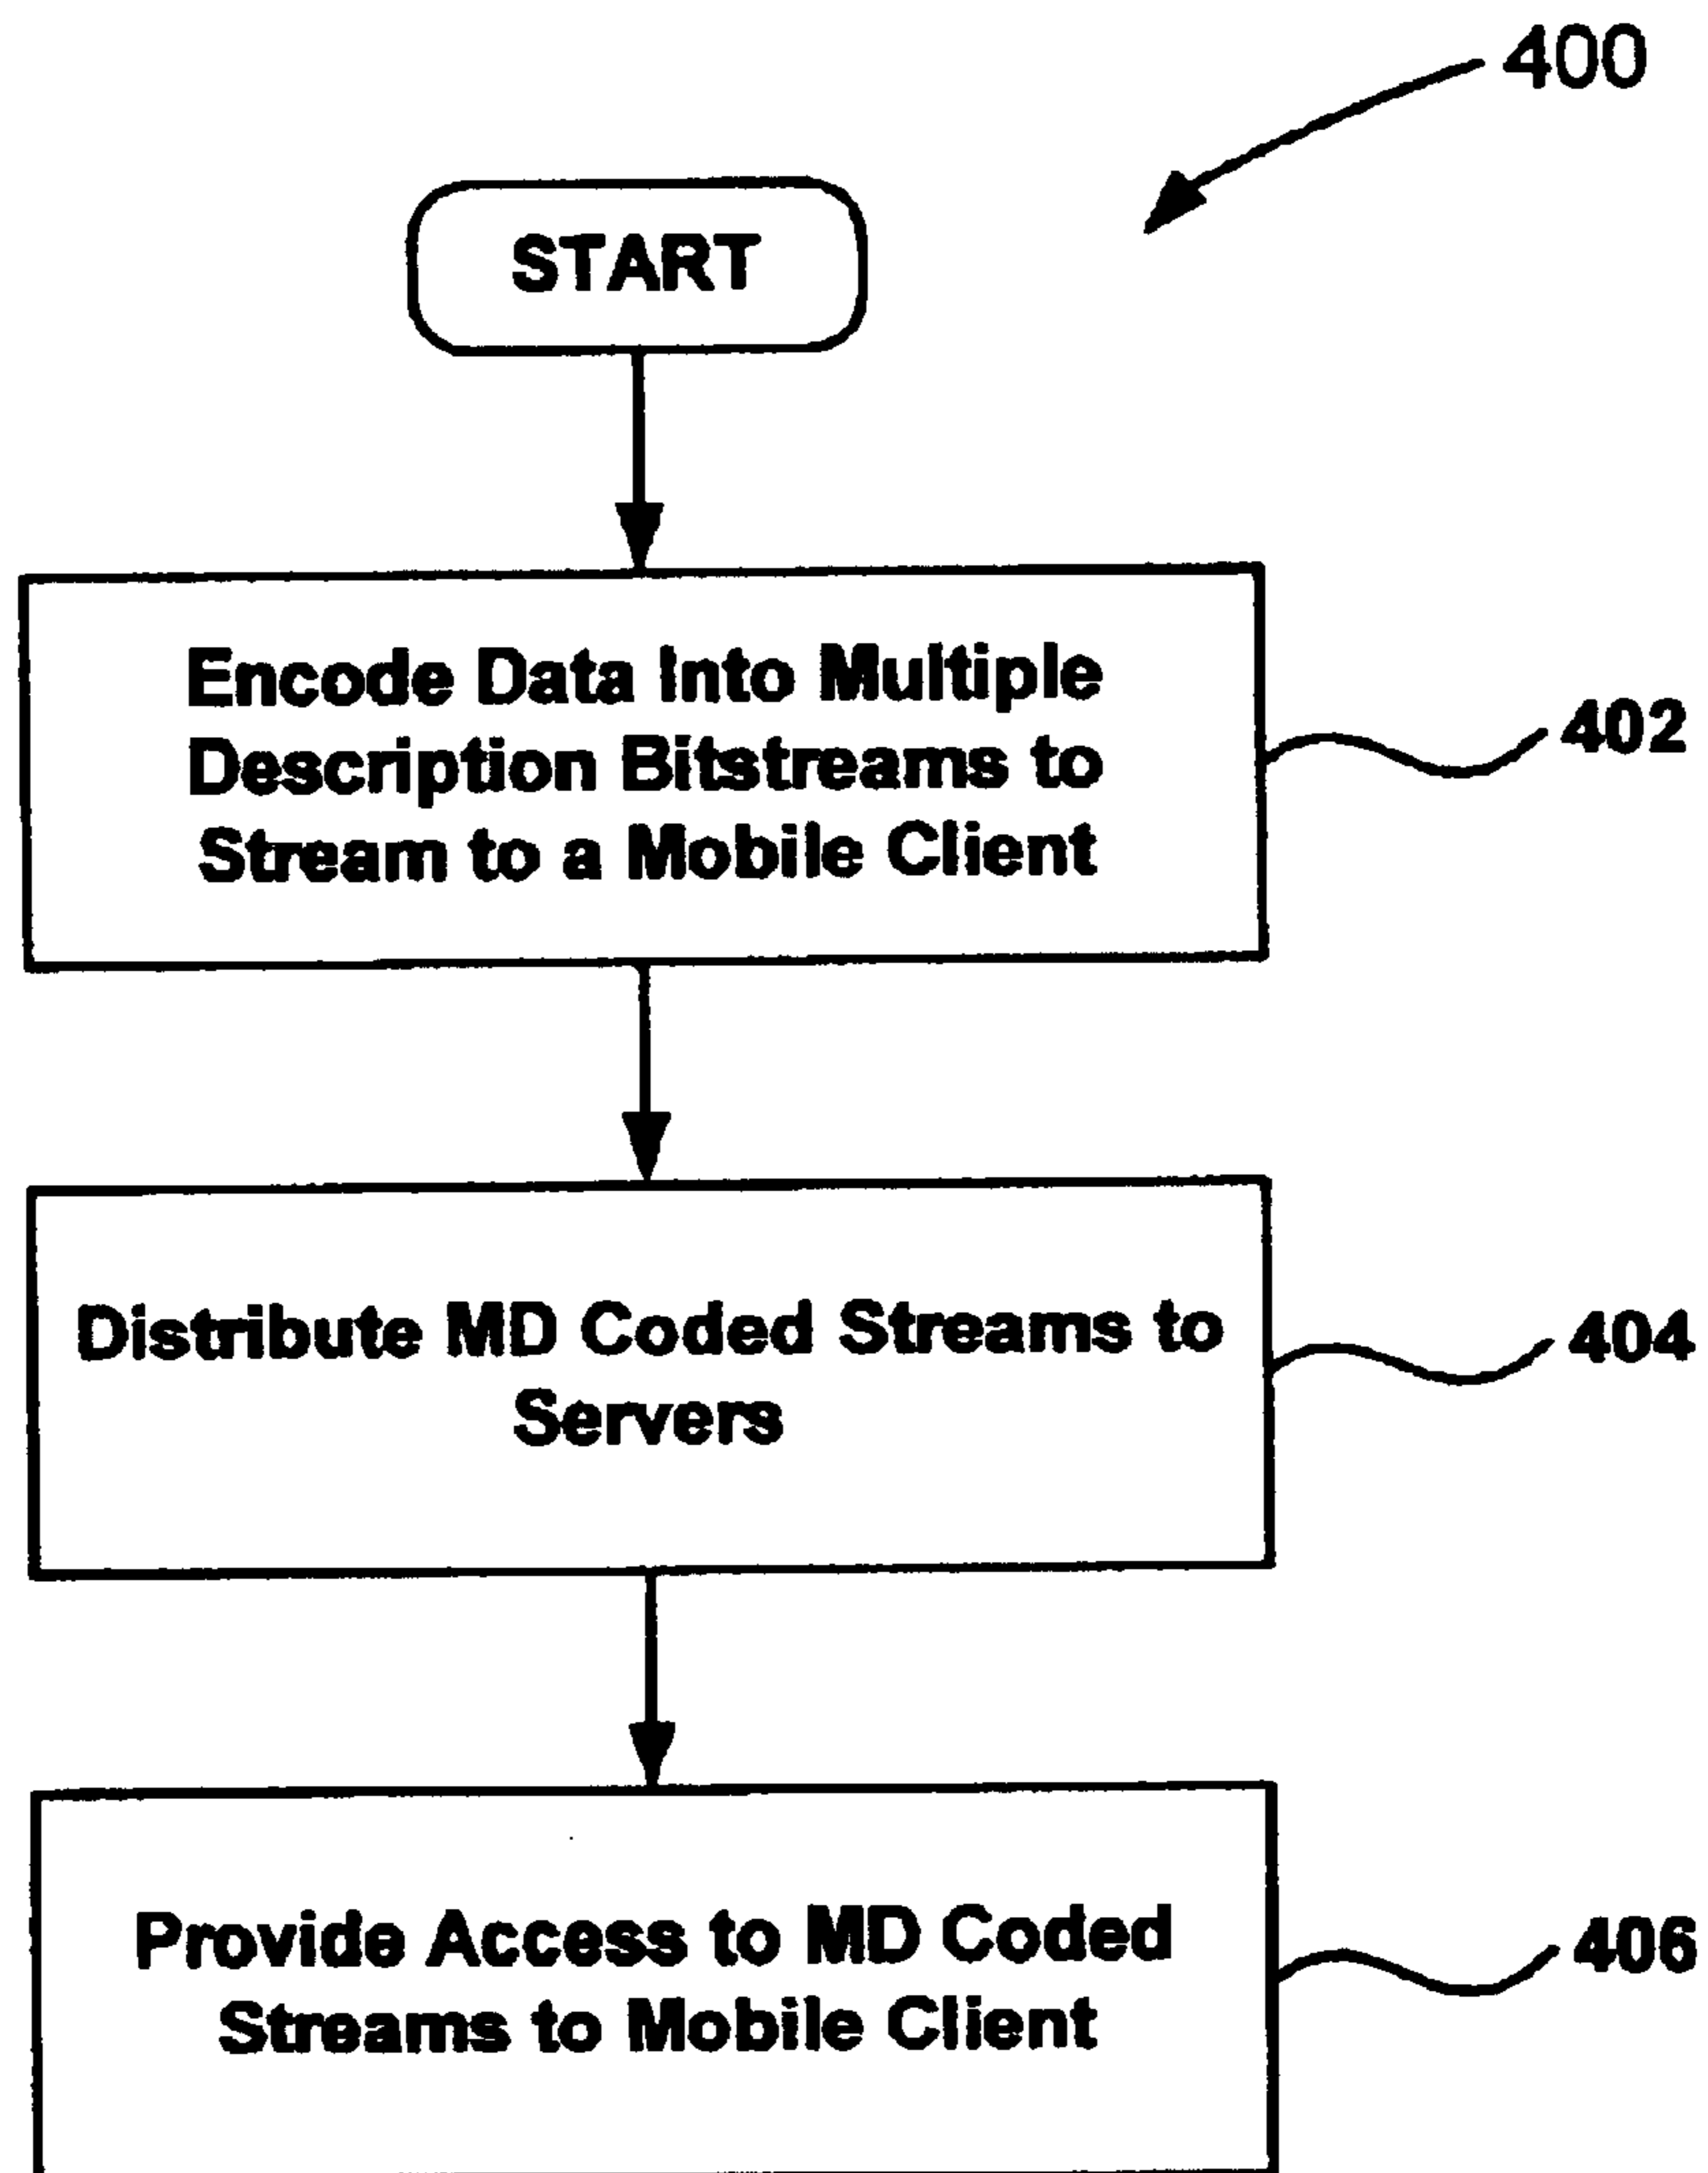 400
START
Encode Data Into Multiple
Description Bitstreams to
Stream to a Mobile Client
402
Distribute MD Coded Streams to
Servers
404
Provide Access to MD Coded
Streams to Mobile Client
406